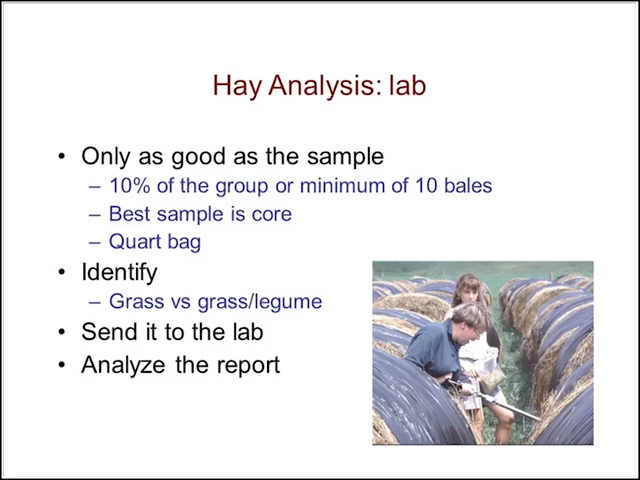 Hay Analysis: lab
• Only as good as the sample
– 10% of the group or minimum of 10 bales
– Best sample is core
– Quart bag
• Identify
– Grass vs grass/legume
• Send it to the lab
• Analyze the report